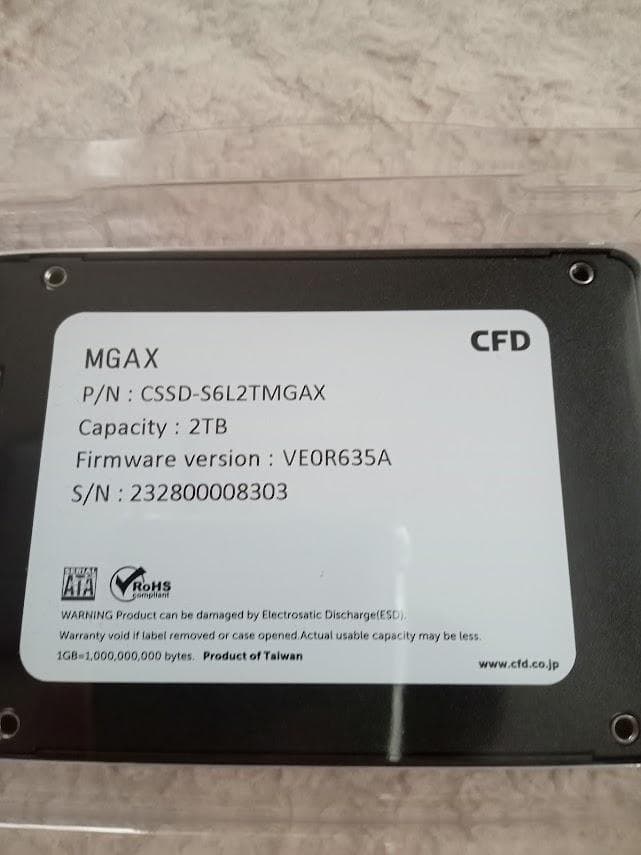 CFD
MGAX
P/N : CSSD-S6L2TMGAX
Capacity : 2TB
Firmware version : VE0R635A
S/N : 232800008303
SERIAL
ATA
RoHS
compliant
WARNING Product can be damaged by Electrosatic Discharge(ESD).
Warranty void if label removed or case opened.Actual usable capacity may be less.
1GB=1,000,000,000 bytes. Product of Taiwan
www.cfd.co.jp